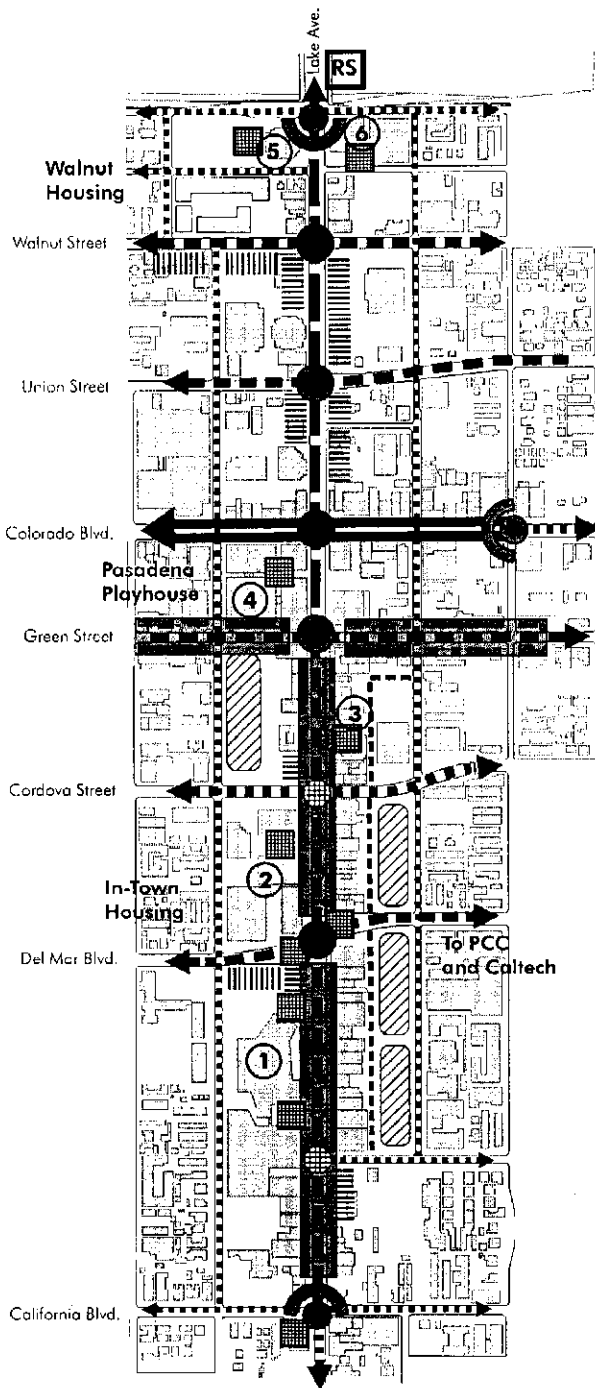 Lake Ave.
RS
6
5
Walnut
Housing
Walnut Street
Union Street
Colorado Blvd.
Pasadena
Playhouse
4
Green Street
3
Cordova Street
2
In-Town
Housing
Del Mar Blvd.
To PCC
and Caltech
1
California Blvd.